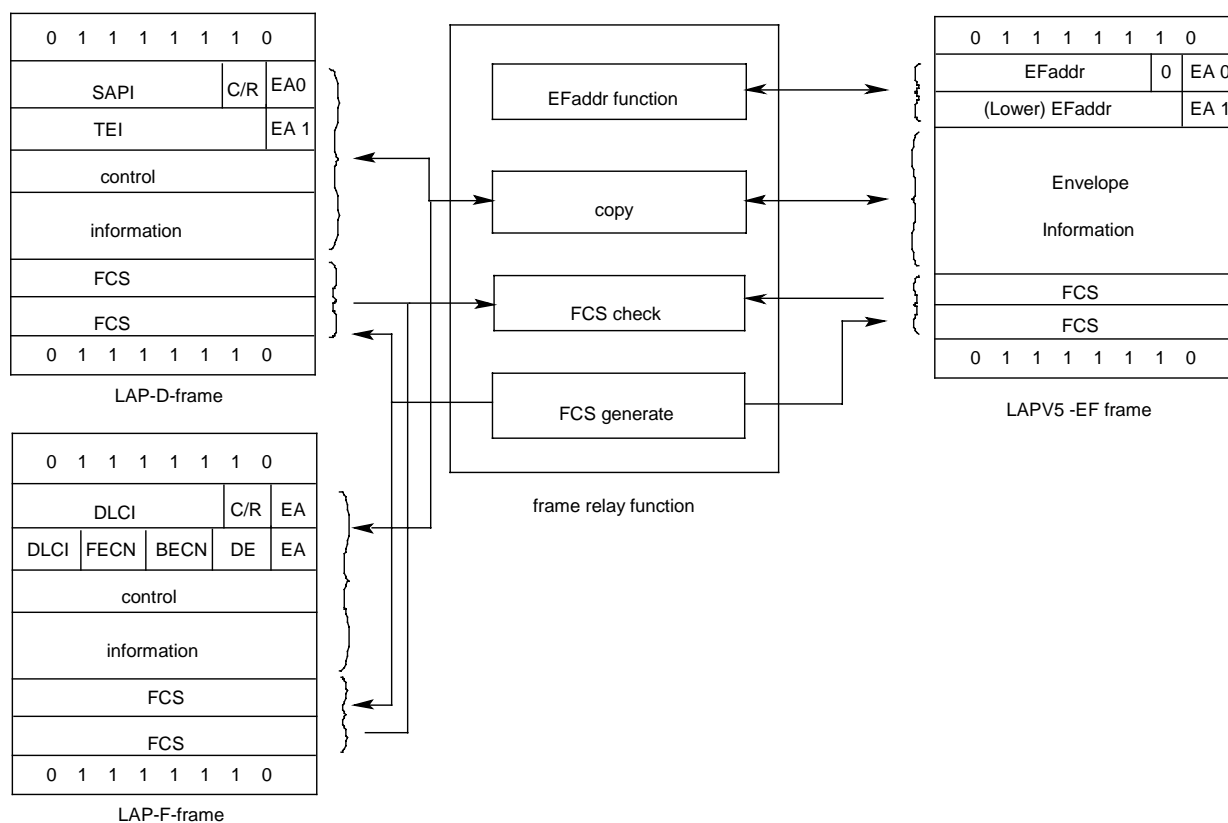 0 1 1 1 1 1 1 0
SAPI C/R EA0
TEI EA 1
control
information
FCS
FCS
0 1 1 1 1 1 1 0
LAP-D-frame
0 1 1 1 1 1 1 0
DLCI C/R EA
DLCI FECN BECN DE EA
control
information
FCS
FCS
0 1 1 1 1 1 1 0
LAP-F-frame
EFaddr function
copy
FCS check
FCS generate
frame relay function
0 1 1 1 1 1 1 0
EFaddr 0 EA 0
(Lower) EFaddr EA 1
Envelope
Information
FCS
FCS
0 1 1 1 1 1 1 0
LAPV5 -EF frame